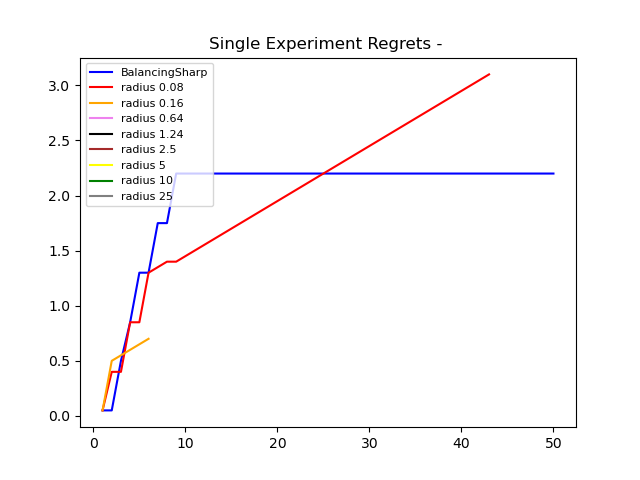 Single Experiment Regrets -
BalancingSharp
radius 0.08
radius 0.16
radius 0.64
radius 1.24
radius 2.5
radius 5
radius 10
radius 25
3.0
2.5
2.0
1.5
1.0
0.5
0.0
0 10 20 30 40 50